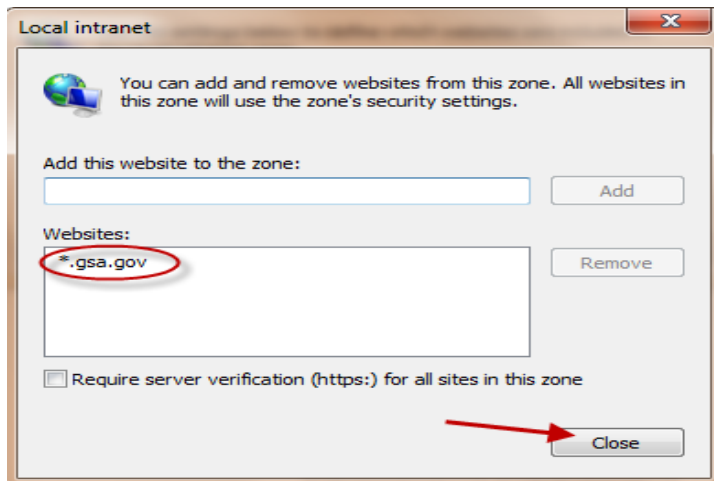 Local intranet
You can add and remove websites from this zone. All websites in
this zone will use the zone's security settings.
Add this website to the zone:
Add
Websites:
*.gsa.gov
Remove
Require server verification (https:) for all sites in this zone
Close